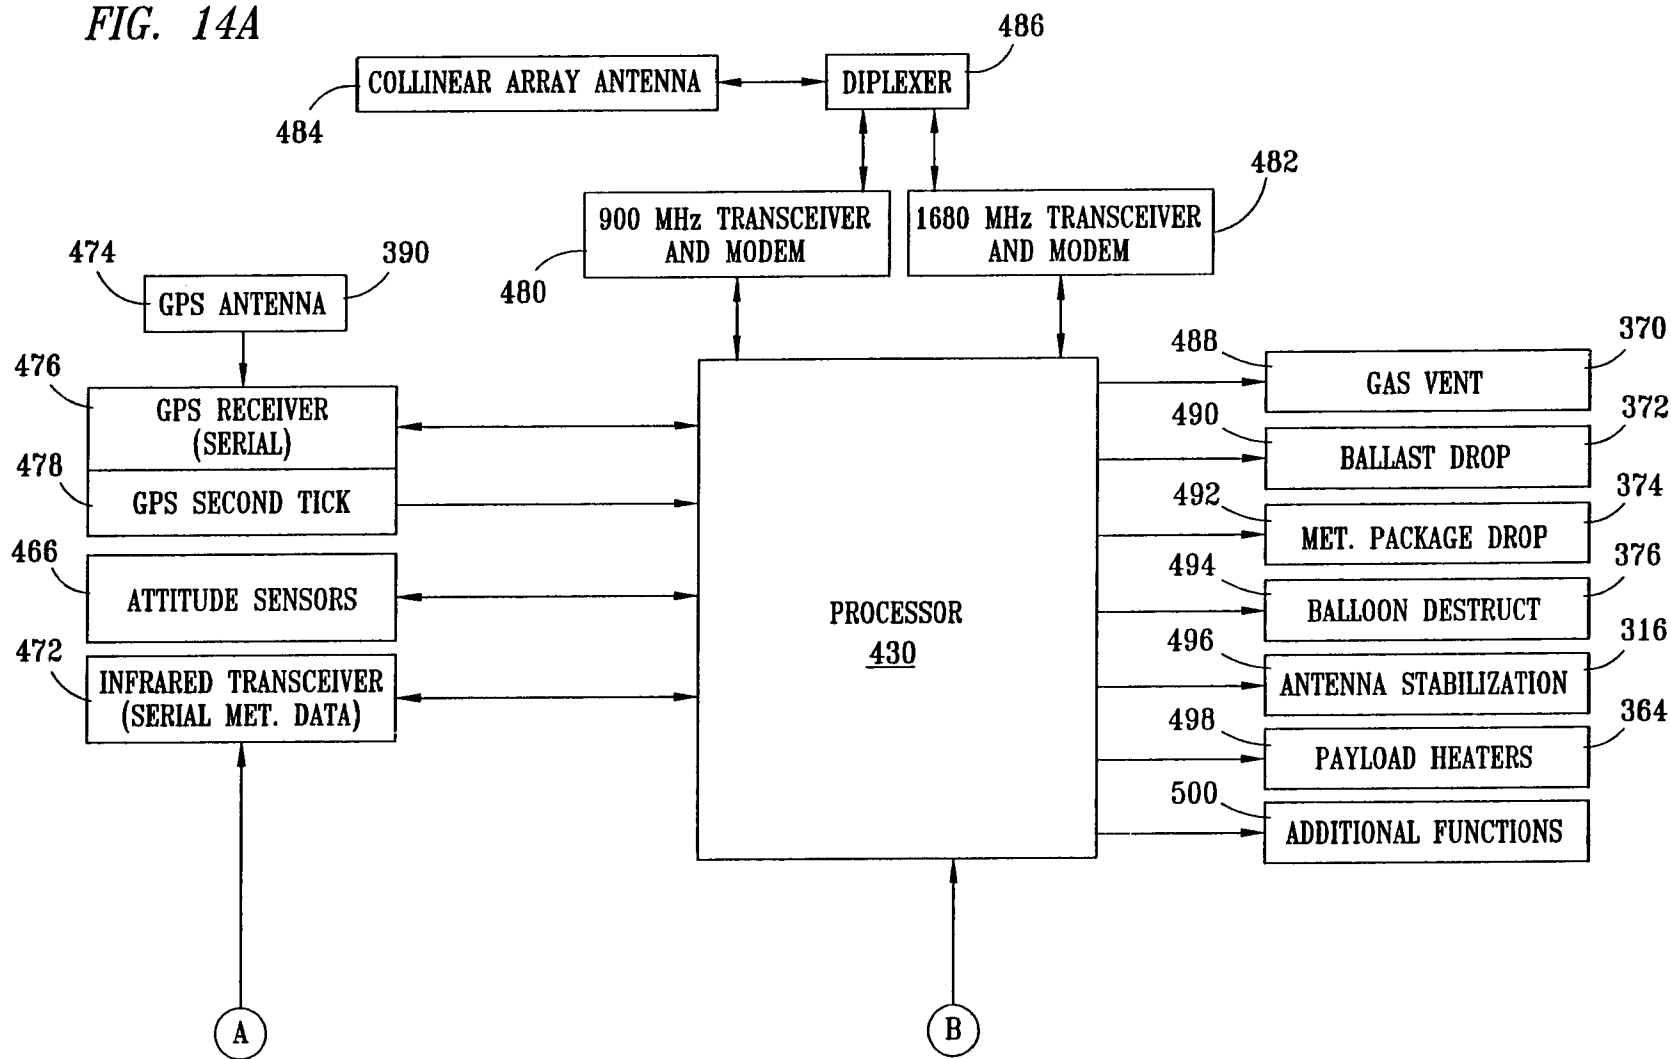 FIG. 14A
486
COLLINEAR ARRAY ANTENNA
DIPLEXER
484
482
900 MHz TRANSCEIVER
AND MODEM
1680 MHz TRANSCEIVER
AND MODEM
480
474
390
GPS ANTENNA
476
GPS RECEIVER
(SERIAL)
478
GPS SECOND TICK
466
ATTITUDE SENSORS
472
INFRARED TRANSCEIVER
(SERIAL MET. DATA)
PROCESSOR
430
488
370
GAS VENT
490
372
BALLAST DROP
492
374
MET. PACKAGE DROP
494
376
BALLOON DESTRUCT
496
316
ANTENNA STABILIZATION
498
364
PAYLOAD HEATERS
500
ADDITIONAL FUNCTIONS
A
B